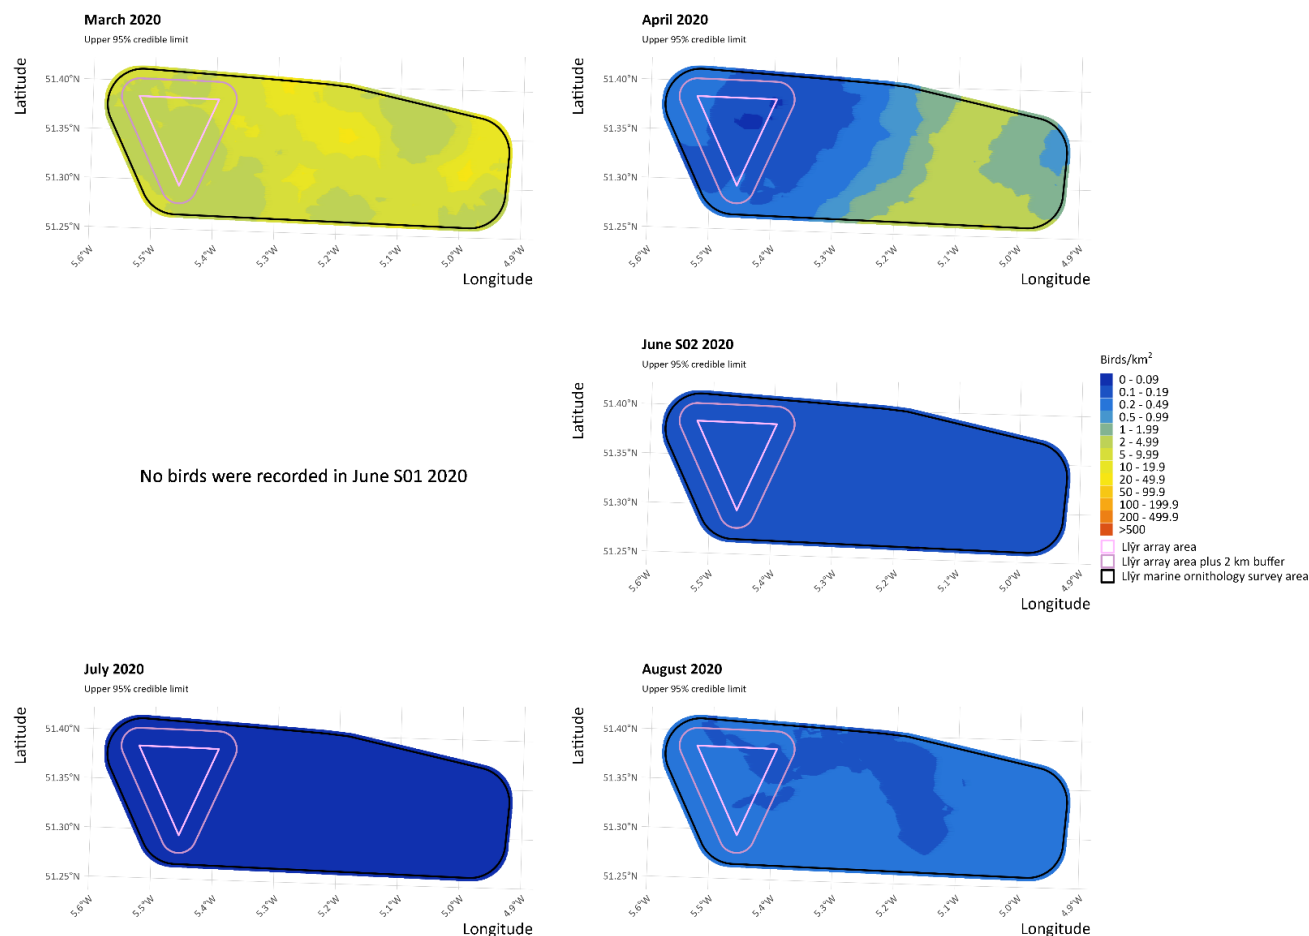 March 2020
Upper 95% credible limit
Latitude
51.40°N
51.35°N
51.30°N
51.25°N
5.6°W
5.5°W
5.4°W
5.3°W
5.2°W
5.1°W
5.0°W
4.9°W
Longitude
April 2020
Upper 95% credible limit
Latitude
51.40°N
51.35°N
51.30°N
51.25°N
5.6°W
5.5°W
5.4°W
5.3°W
5.2°W
5.1°W
5.0°W
4.9°W
Longitude
No birds were recorded in June S01 2020
June S02 2020
Upper 95% credible limit
Latitude
51.40°N
51.35°N
51.30°N
51.25°N
5.6°W
5.5°W
5.4°W
5.3°W
5.2°W
5.1°W
5.0°W
4.9°W
Longitude
Birds/km²
0 - 0.09
0.1 - 0.19
0.2 - 0.49
0.5 - 0.99
1 - 1.99
2 - 4.99
5 - 9.99
10 - 19.9
20 - 49.9
50 - 99.9
100 - 199.9
200 - 499.9
>500
Llŷr array area
Llŷr array area plus 2 km buffer
Llŷr marine ornithology survey area
July 2020
Upper 95% credible limit
Latitude
51.40°N
51.35°N
51.30°N
51.25°N
5.6°W
5.5°W
5.4°W
5.3°W
5.2°W
5.1°W
5.0°W
4.9°W
Longitude
August 2020
Upper 95% credible limit
Latitude
51.40°N
51.35°N
51.30°N
51.25°N
5.6°W
5.5°W
5.4°W
5.3°W
5.2°W
5.1°W
5.0°W
4.9°W
Longitude